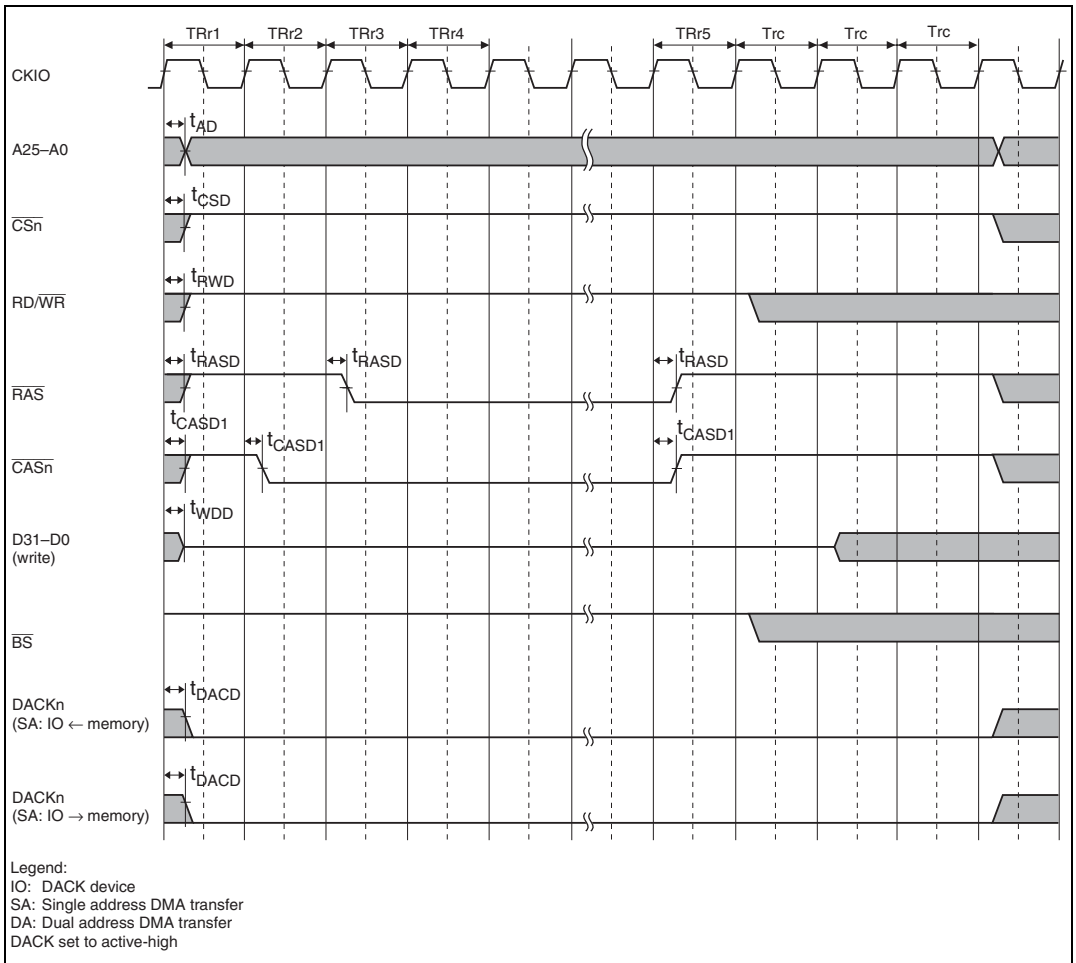 TRr1 TRr2 TRr3 TRr4 TRr5 Trc Trc Trc
CKIO
tAD
A25–A0
tCSD
CSn
tRWD
RD/WR
tRASD tRASD tRASD
RAS
tCASD1 tCASD1 tCASD1
CASn
tWDD
D31–D0
(write)
BS
tDACD
DACKn
(SA: IO ← memory)
tDACD
DACKn
(SA: IO → memory)
Legend:
IO: DACK device
SA: Single address DMA transfer
DA: Dual address DMA transfer
DACK set to active-high